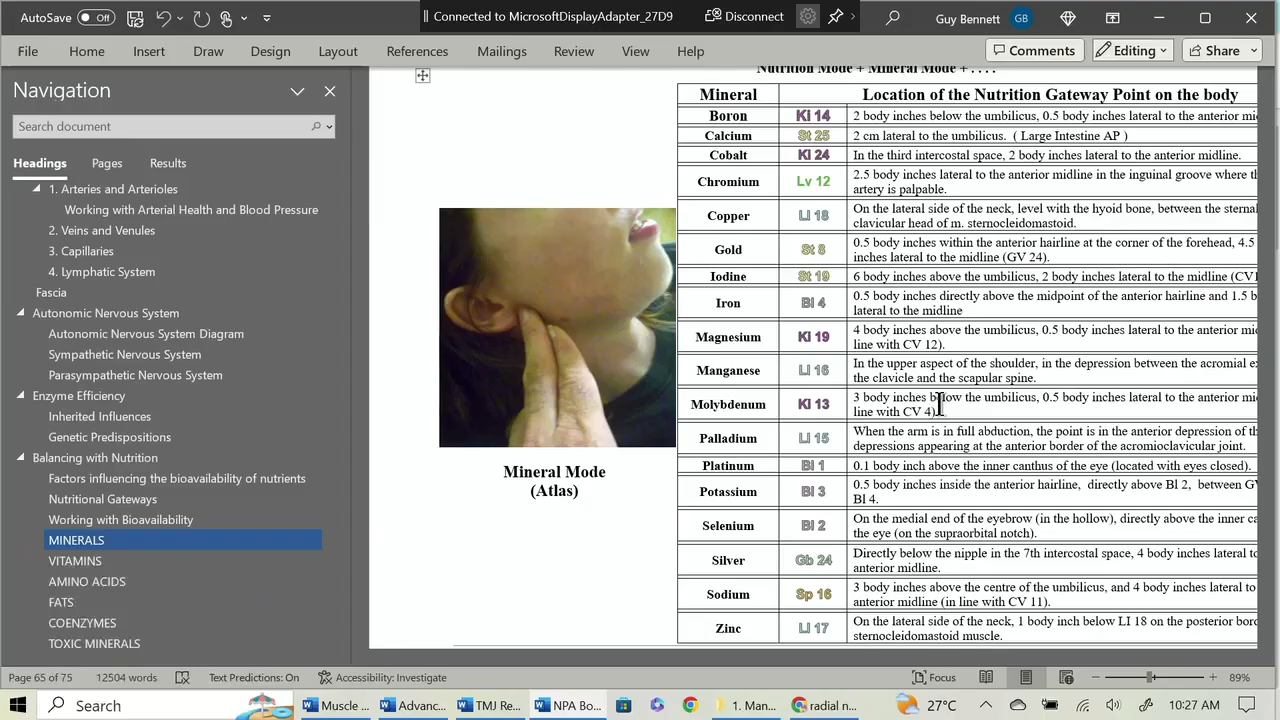 AutoSave Off
Connected to MicrosoftDisplayAdapter_27D9 Disconnect
Guy Bennett GB
File Home Insert Draw Design Layout References Mailings Review View Help
Comments Editing Share
Navigation
Search document
Headings Pages Results
1. Arteries and Arterioles
Working with Arterial Health and Blood Pressure
2. Veins and Venules
3. Capillaries
4. Lymphatic System
Fascia
Autonomic Nervous System
Autonomic Nervous System Diagram
Sympathetic Nervous System
Parasympathetic Nervous System
Enzyme Efficiency
Inherited Influences
Genetic Predispositions
Balancing with Nutrition
Factors influencing the bioavailability of nutrients
Nutritional Gateways
Working with Bioavailability
MINERALS
VITAMINS
AMINO ACIDS
FATS
COENZYMES
TOXIC MINERALS
Nutrition Mode + Mineral Mode + . . . .
Mineral Location of the Nutrition Gateway Point on the body
Boron KI 14 2 body inches below the umbilicus, 0.5 body inches lateral to the anterior mi
Calcium St 25 2 cm lateral to the umbilicus. ( Large Intestine AP )
Cobalt KI 24 In the third intercostal space, 2 body inches lateral to the anterior midline.
Chromium Lv 12 2.5 body inches lateral to the anterior midline in the inguinal groove where th
artery is palpable.
Copper LI 18 On the lateral side of the neck, level with the hyoid bone, between the sternal
clavicular head of m. sternocleidomastoid.
Gold St 8 0.5 body inches within the anterior hairline at the corner of the forehead, 4.5
inches lateral to the midline (GV 24).
Iodine St 19 6 body inches above the umbilicus, 2 body inches lateral to the midline (CV1
Iron Bl 4 0.5 body inches directly above the midpoint of the anterior hairline and 1.5 b
lateral to the midline
Magnesium KI 19 4 body inches above the umbilicus, 0.5 body inches lateral to the anterior mi
line with CV 12).
Manganese LI 16 In the upper aspect of the shoulder, in the depression between the acromial e
the clavicle and the scapular spine.
Molybdenum KI 13 3 body inches below the umbilicus, 0.5 body inches lateral to the anterior mi
line with CV 4).
Palladium LI 15 When the arm is in full abduction, the point is in the anterior depression of th
depressions appearing at the anterior border of the acromioclavicular joint.
Platinum Bl 1 0.1 body inch above the inner canthus of the eye (located with eyes closed).
Potassium Bl 3 0.5 body inches inside the anterior hairline, directly above Bl 2, between G
Bl 4.
Selenium Bl 2 On the medial end of the eyebrow (in the hollow), directly above the inner ca
the eye (on the supraorbital notch).
Silver Gb 24 Directly below the nipple in the 7th intercostal space, 4 body inches lateral to
anterior midline.
Sodium Sp 16 3 body inches above the centre of the umbilicus, and 4 body inches lateral to
anterior midline (in line with CV 11).
Zinc LI 17 On the lateral side of the neck, 1 body inch below LI 18 on the posterior bor
sternocleidomastoid muscle.
Mineral Mode
(Atlas)
Page 65 of 75 12504 words Text Predictions: On Accessibility: Investigate Focus 89%
Search Muscle ... Advanc... TMJ Re... NPA Bo... 1. Man... radial n... 27°C 10:27 AM